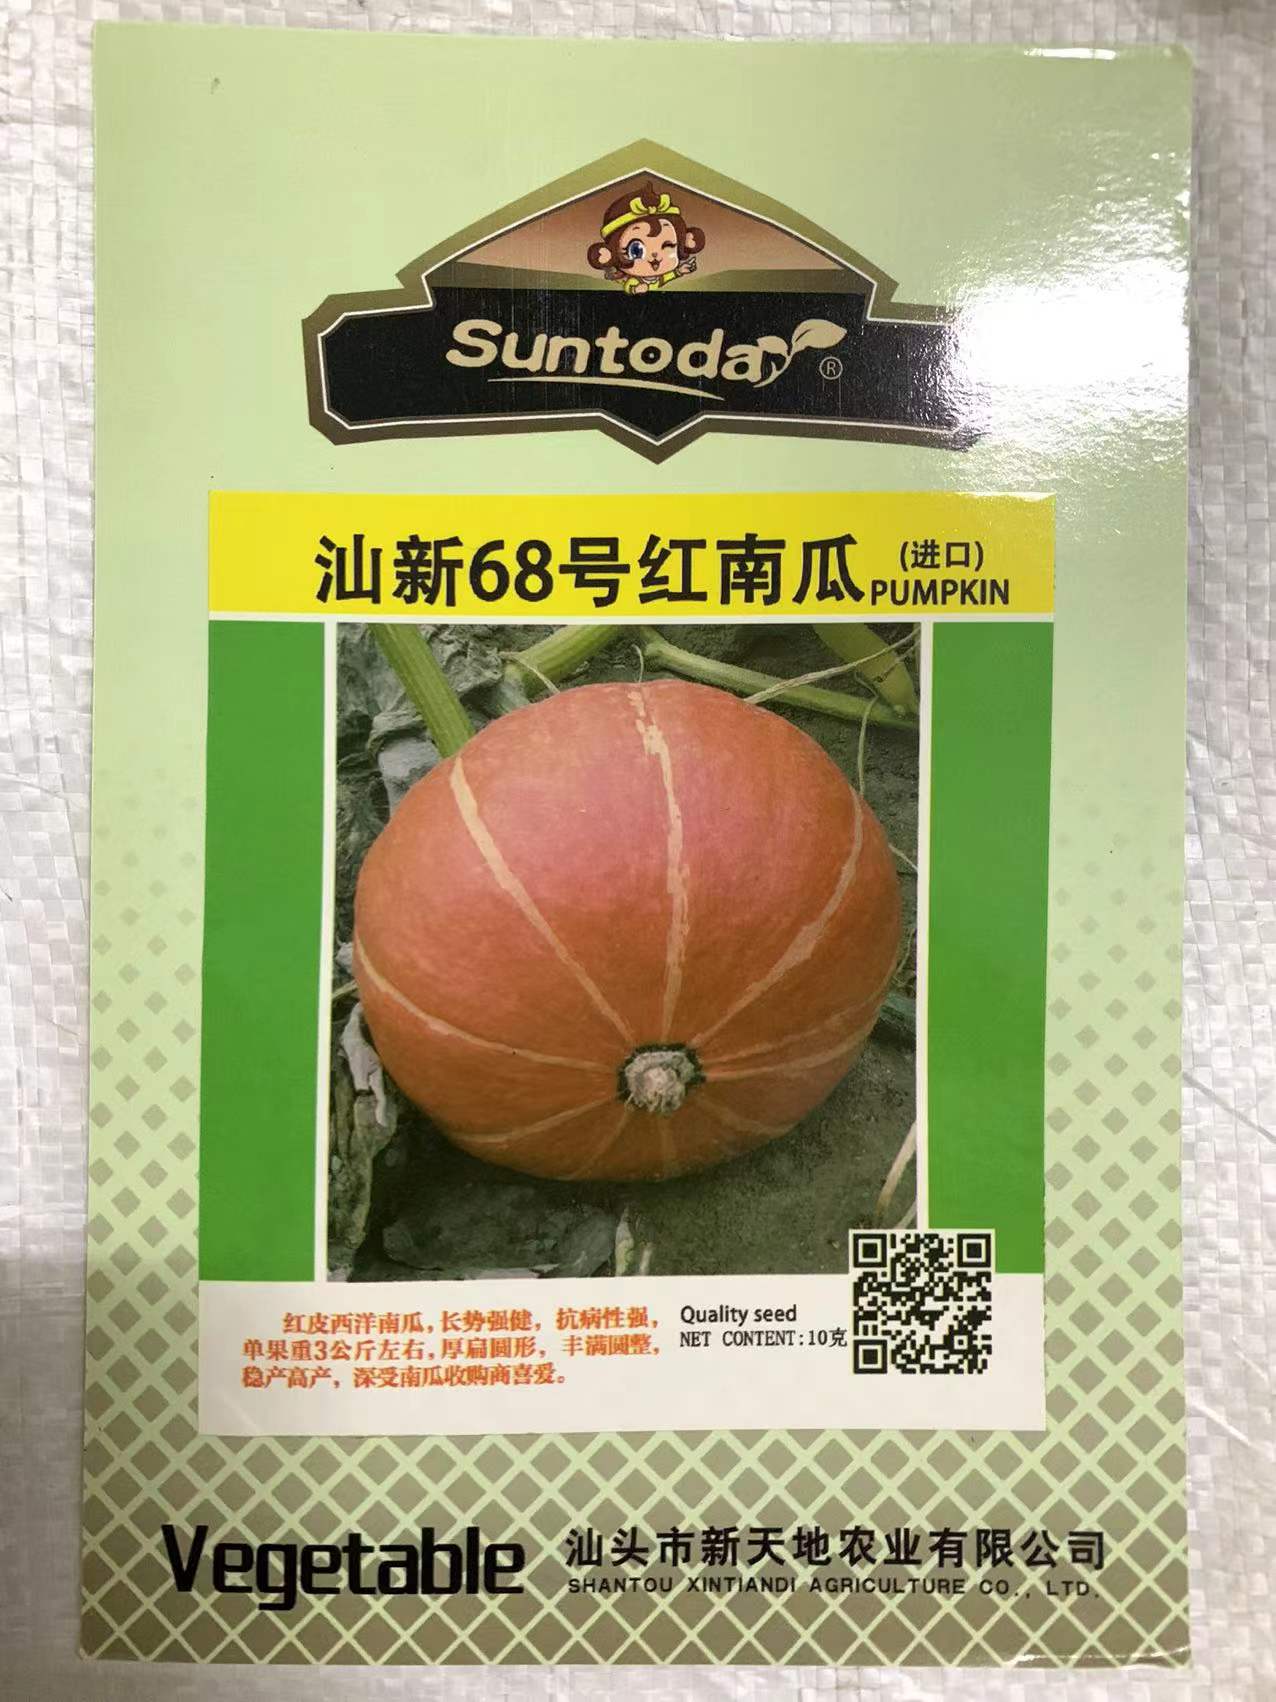 Suntoday®
汕新68号红南瓜 (进口)
PUMPKIN
红皮西洋南瓜，长势强健，抗病性强，
单果重3公斤左右，厚扁圆形，丰满圆整，
稳产高产，深受南瓜收购商喜爱。
Quality seed
NET CONTENT:10克
Vegetable
汕头市新天地农业有限公司
SHANTOU XINTIANDI AGRICULTURE CO., LTD.